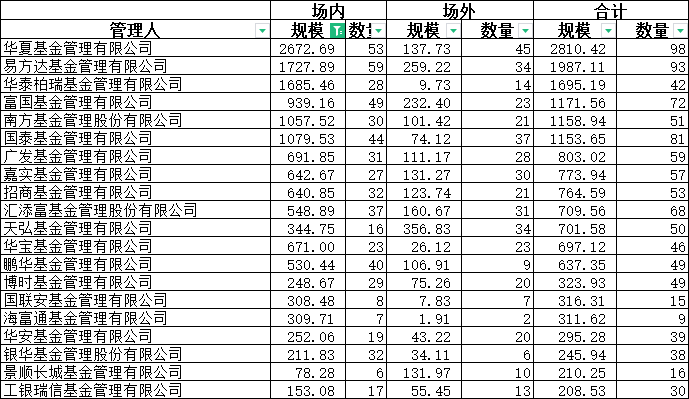 场内 场外 合计
管理人 规模 数量 规模 数量 规模 数量
华夏基金管理有限公司 2672.69 53 137.73 45 2810.42 98
易方达基金管理有限公司 1727.89 59 259.22 34 1987.11 93
华泰柏瑞基金管理有限公司 1685.46 28 9.73 14 1695.19 42
富国基金管理有限公司 939.16 49 232.40 23 1171.56 72
南方基金管理股份有限公司 1057.52 30 101.42 21 1158.94 51
国泰基金管理有限公司 1079.53 44 74.12 37 1153.65 81
广发基金管理有限公司 691.85 31 111.17 28 803.02 59
嘉实基金管理有限公司 642.67 27 131.27 30 773.94 57
招商基金管理有限公司 640.85 32 123.74 21 764.59 53
汇添富基金管理股份有限公司 548.89 37 160.67 31 709.56 68
天弘基金管理有限公司 344.75 16 356.83 34 701.58 50
华宝基金管理有限公司 671.00 23 26.12 23 697.12 46
鹏华基金管理有限公司 530.44 40 106.91 9 637.35 49
博时基金管理有限公司 248.67 29 75.26 20 323.93 49
国联安基金管理有限公司 308.48 8 7.83 7 316.31 15
海富通基金管理有限公司 309.71 7 1.91 2 311.62 9
华安基金管理有限公司 252.06 19 43.22 20 295.28 39
银华基金管理股份有限公司 211.83 32 34.11 6 245.94 38
景顺长城基金管理有限公司 78.28 6 131.97 10 210.25 16
工银瑞信基金管理有限公司 153.08 17 55.45 13 208.53 30